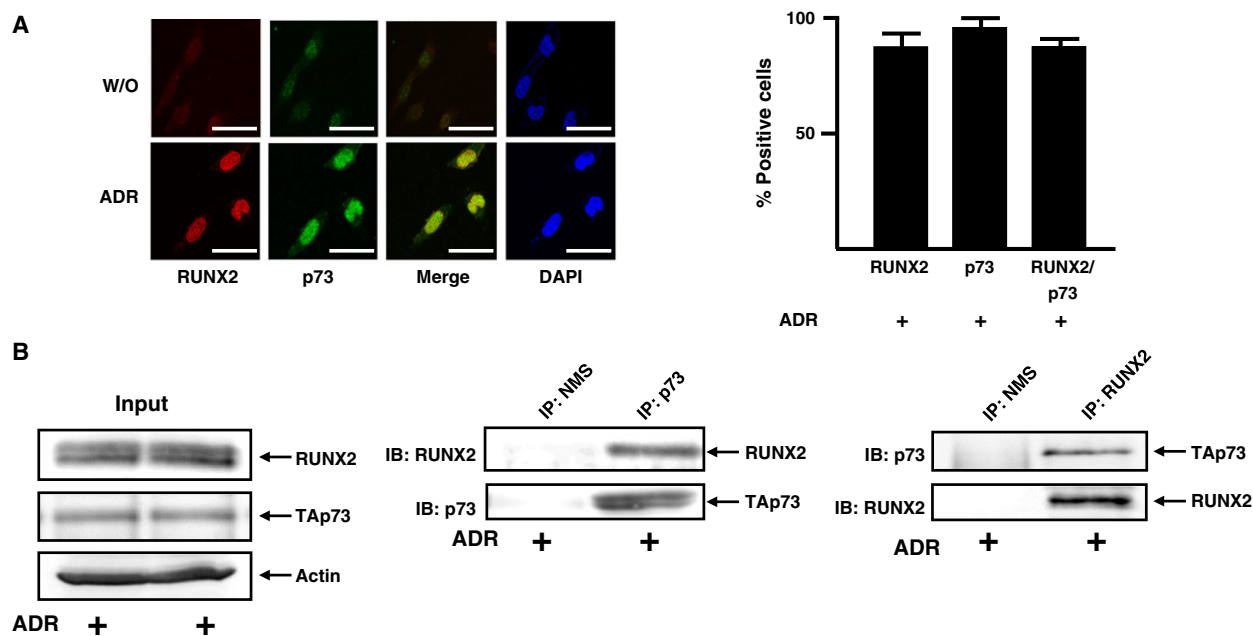 A
W/O
ADR
RUNX2 p73 Merge DAPI
100
50
% Positive cells
RUNX2 p73 RUNX2/
p73
ADR + + +
B
Input
RUNX2
TAp73
Actin
ADR + +
IP: NMS IP: p73
IB: RUNX2 RUNX2
IB: p73 TAp73
ADR + +
IP: NMS IP: RUNX2
IB: p73 TAp73
IB: RUNX2 RUNX2
ADR + +